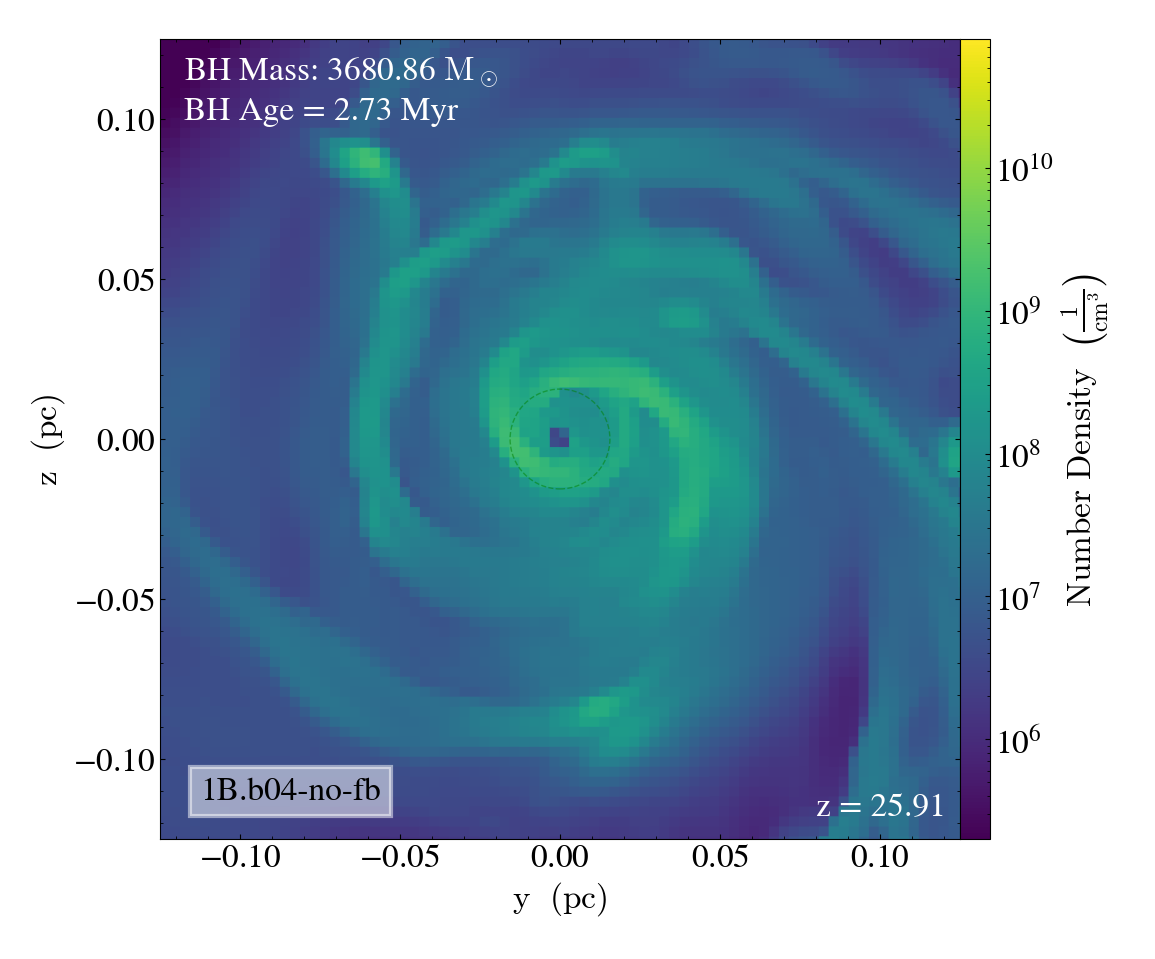 BH Mass: 3680.86 M⊙
BH Age = 2.73 Myr
0.10
0.05
0.00
−0.05
−0.10
z (pc)
1B.b04-no-fb
z = 25.91
−0.10 −0.05 0.00 0.05 0.10
y (pc)
10¹⁰
10⁹
10⁸
10⁷
10⁶
Number Density (1/cm³)